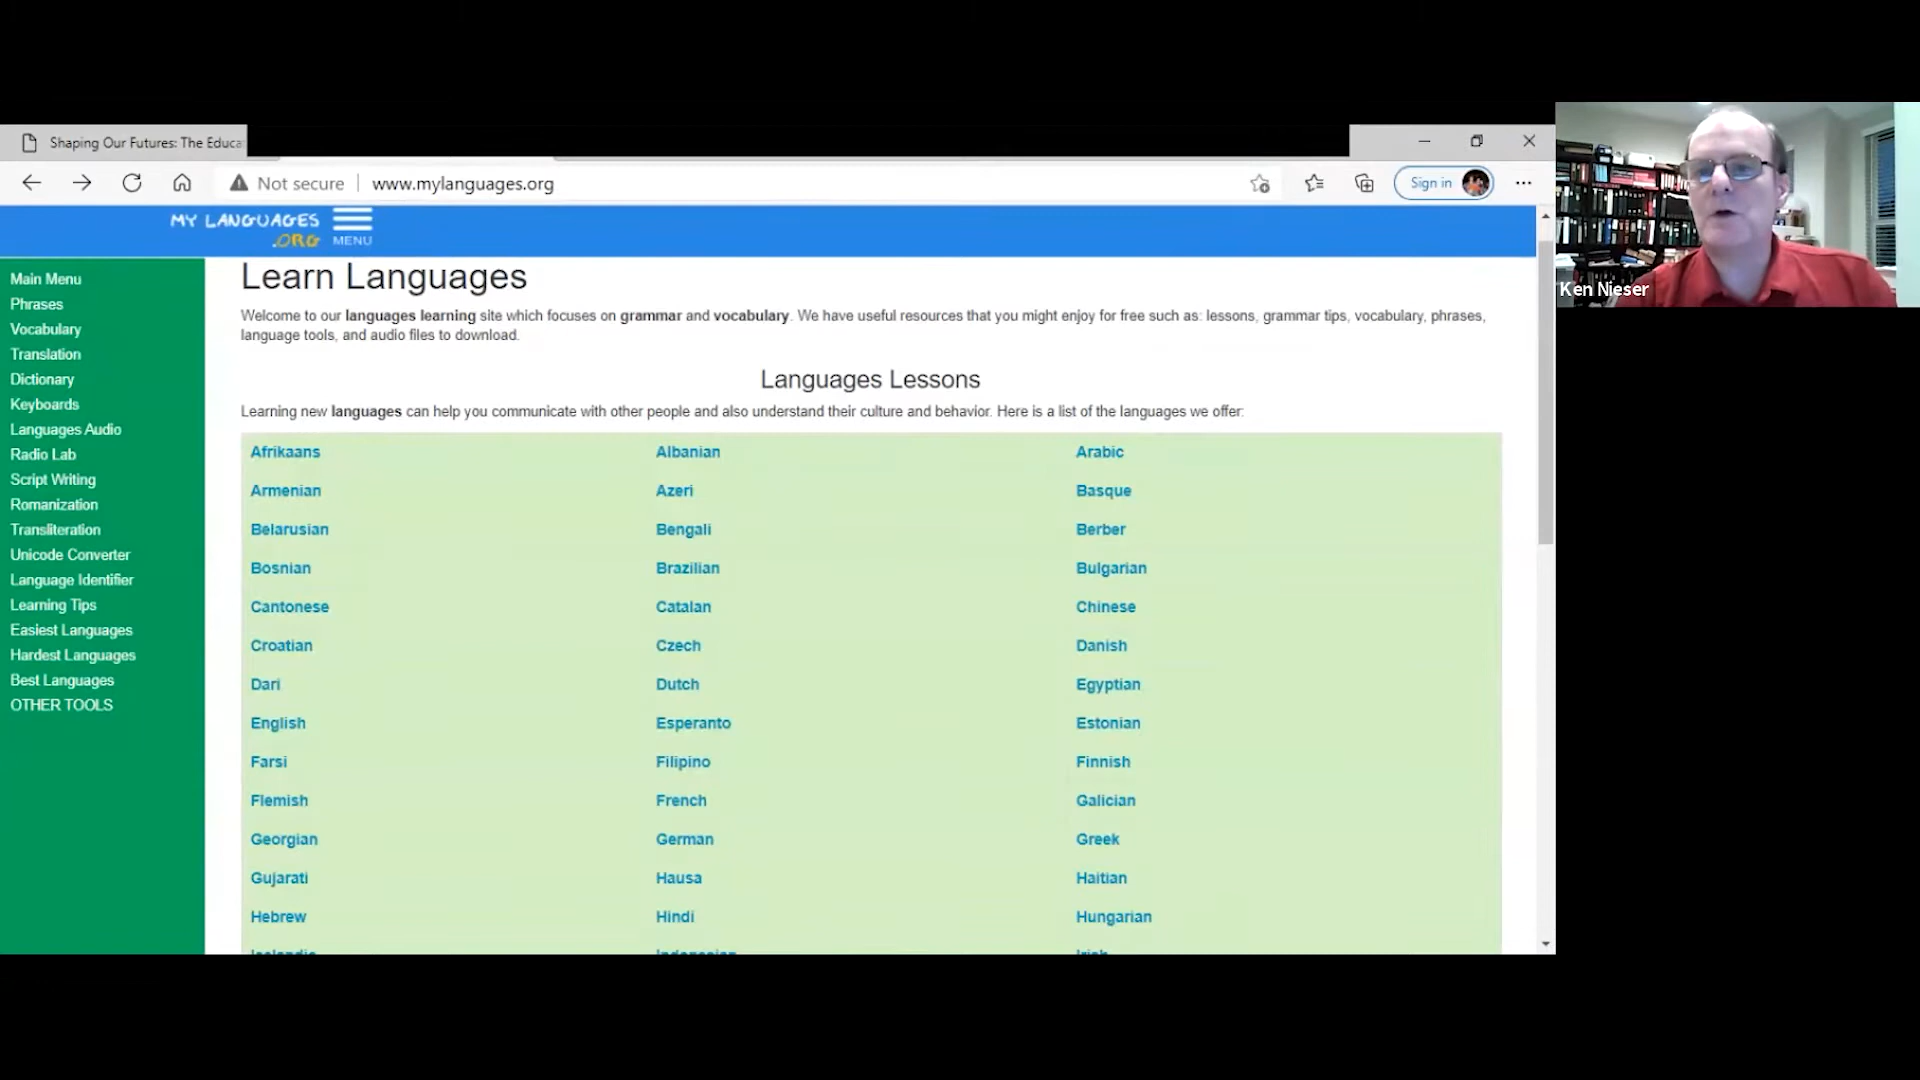 Shaping Our Futures: The Educa
Not secure
www.mylanguages.org
Sign in
MY LANGUAGES
.ORG
MENU
Main Menu
Phrases
Vocabulary
Translation
Dictionary
Keyboards
Languages Audio
Radio Lab
Script Writing
Romanization
Transliteration
Unicode Converter
Language Identifier
Learning Tips
Easiest Languages
Hardest Languages
Best Languages
OTHER TOOLS
Learn Languages
Welcome to our languages learning site which focuses on grammar and vocabulary. We have useful resources that you might enjoy for free such as: lessons, grammar tips, vocabulary, phrases,
language tools, and audio files to download.
Languages Lessons
Learning new languages can help you communicate with other people and also understand their culture and behavior. Here is a list of the languages we offer:
Afrikaans Albanian Arabic
Armenian Azeri Basque
Belarusian Bengali Berber
Bosnian Brazilian Bulgarian
Cantonese Catalan Chinese
Croatian Czech Danish
Dari Dutch Egyptian
English Esperanto Estonian
Farsi Filipino Finnish
Flemish French Galician
Georgian German Greek
Gujarati Hausa Haitian
Hebrew Hindi Hungarian
Icelandic Indonesian Irish
Ken Nieser